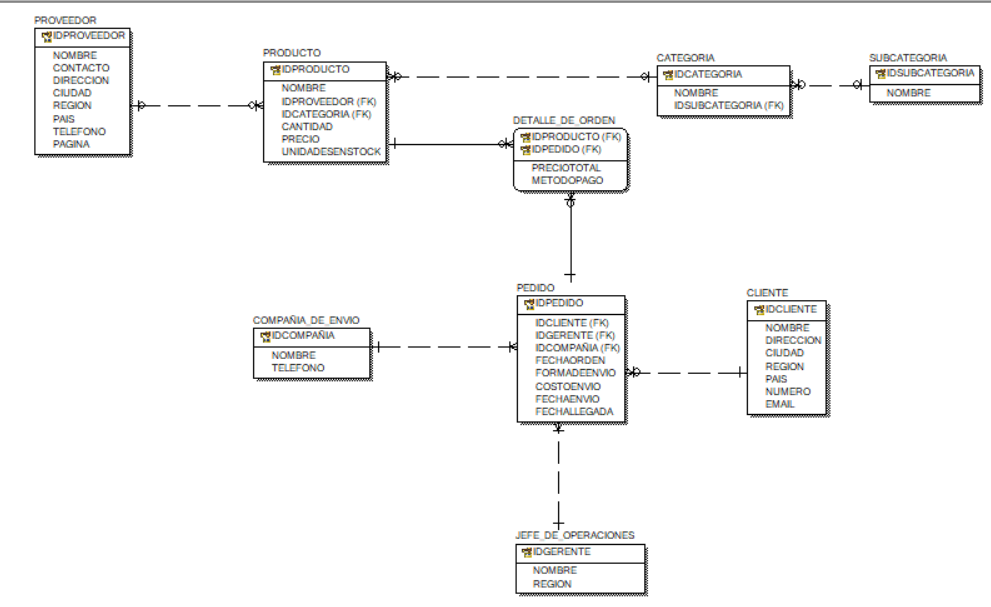 PROVEEDOR
IDPROVEEDOR
NOMBRE
CONTACTO
DIRECCION
CIUDAD
REGION
PAIS
TELEFONO
PAGINA
PRODUCTO
IDPRODUCTO
NOMBRE
IDPROVEEDOR (FK)
IDCATEGORIA (FK)
CANTIDAD
PRECIO
UNIDADESENSTOCK
CATEGORIA
IDCATEGORIA
NOMBRE
IDSUBCATEGORIA (FK)
SUBCATEGORIA
IDSUBCATEGORIA
NOMBRE
DETALLE_DE_ORDEN
IDPRODUCTO (FK)
IDPEDIDO (FK)
PRECIOTOTAL
METODOPAGO
PEDIDO
IDPEDIDO
IDCLIENTE (FK)
IDGERENTE (FK)
IDCOMPAÑIA (FK)
FECHAORDEN
FORMADEENVIO
COSTOENVIO
FECHAENVIO
FECHALLEGADA
CLIENTE
IDCLIENTE
NOMBRE
DIRECCION
CIUDAD
REGION
PAIS
NUMERO
EMAIL
COMPAÑIA_DE_ENVIO
IDCOMPAÑIA
NOMBRE
TELEFONO
JEFE_DE_OPERACIONES
IDGERENTE
NOMBRE
REGION